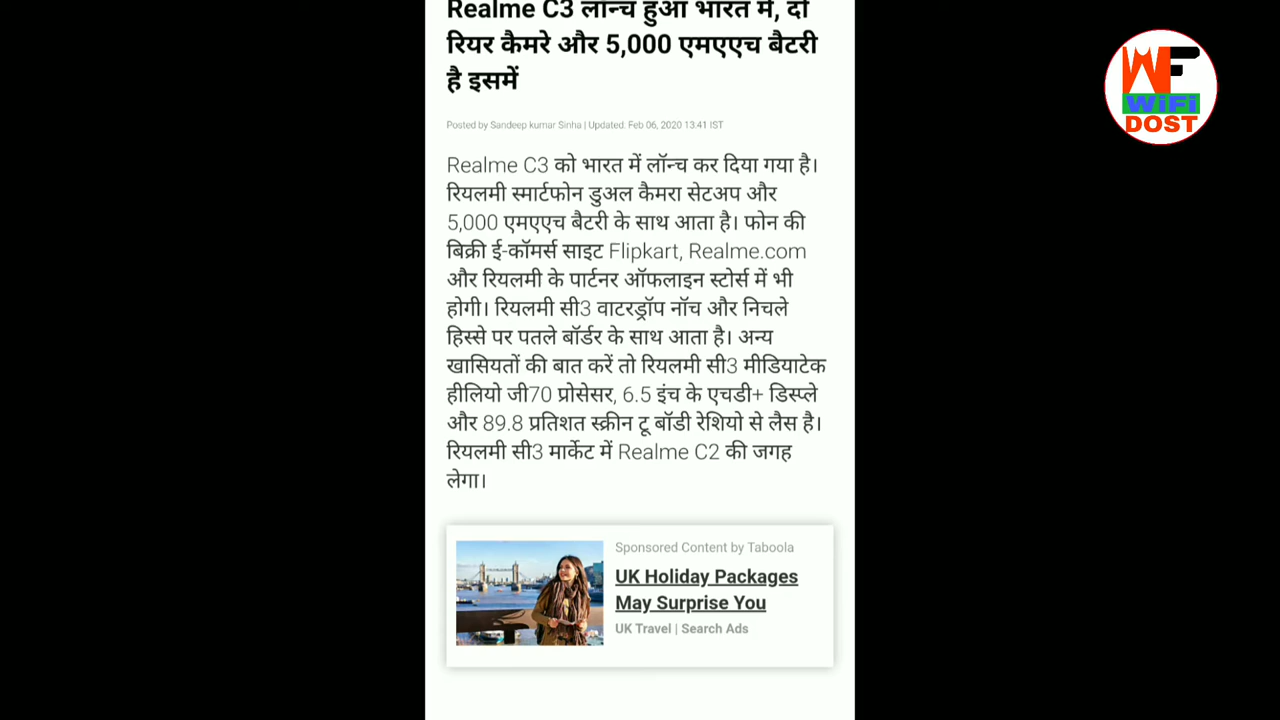 Realme C3 लॉन्च हुआ भारत में, दो
रियर कैमरे और 5,000 एमएएच बैटरी
है इसमें
Posted by Sandeep kumar Sinha | Updated: Feb 06, 2020 13:41 IST
Realme C3 को भारत में लॉन्च कर दिया गया है।
रियलमी स्मार्टफोन डुअल कैमरा सेटअप और
5,000 एमएएच बैटरी के साथ आता है। फोन की
बिक्री ई-कॉमर्स साइट Flipkart, Realme.com
और रियलमी के पार्टनर ऑफलाइन स्टोर्स में भी
होगी। रियलमी सी3 वाटरड्रॉप नॉच और निचले
हिस्से पर पतले बॉर्डर के साथ आता है। अन्य
खासियतों की बात करें तो रियलमी सी3 मीडियाटेक
हीलियो जी70 प्रोसेसर, 6.5 इंच के एचडी+ डिस्प्ले
और 89.8 प्रतिशत स्क्रीन टू बॉडी रेशियो से लैस है।
रियलमी सी3 मार्केट में Realme C2 की जगह
लेगा।
Sponsored Content by Taboola
UK Holiday Packages
May Surprise You
UK Travel | Search Ads
WF
WiFi
DOST